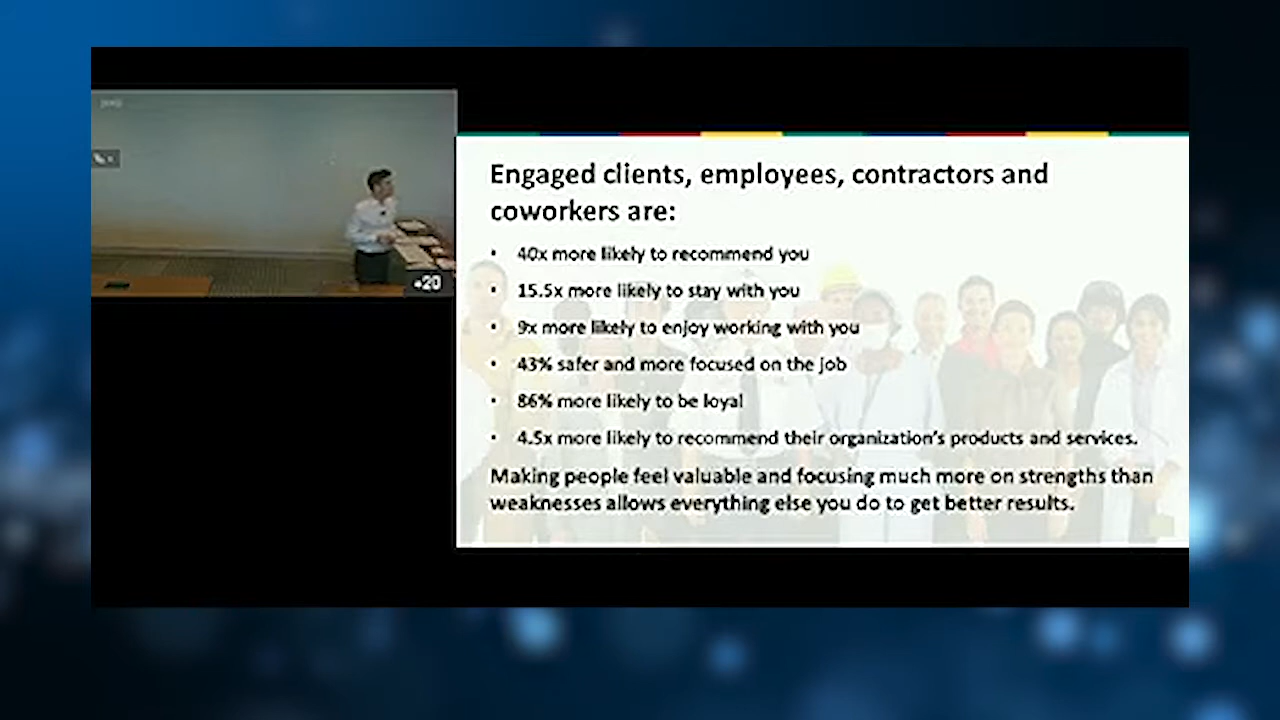 +20
Engaged clients, employees, contractors and
coworkers are:
• 40x more likely to recommend you
• 15.5x more likely to stay with you
• 9x more likely to enjoy working with you
• 43% safer and more focused on the job
• 86% more likely to be loyal
• 4.5x more likely to recommend their organization's products and services.
Making people feel valuable and focusing much more on strengths than
weaknesses allows everything else you do to get better results.